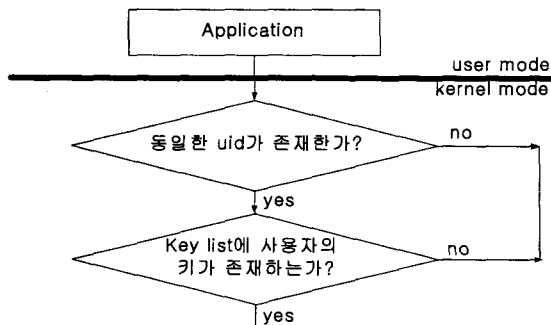 Application
user mode
kernel mode
동일한 uid가 존재한가?
no
yes
Key list에 사용자의
키가 존재하는가?
no
yes